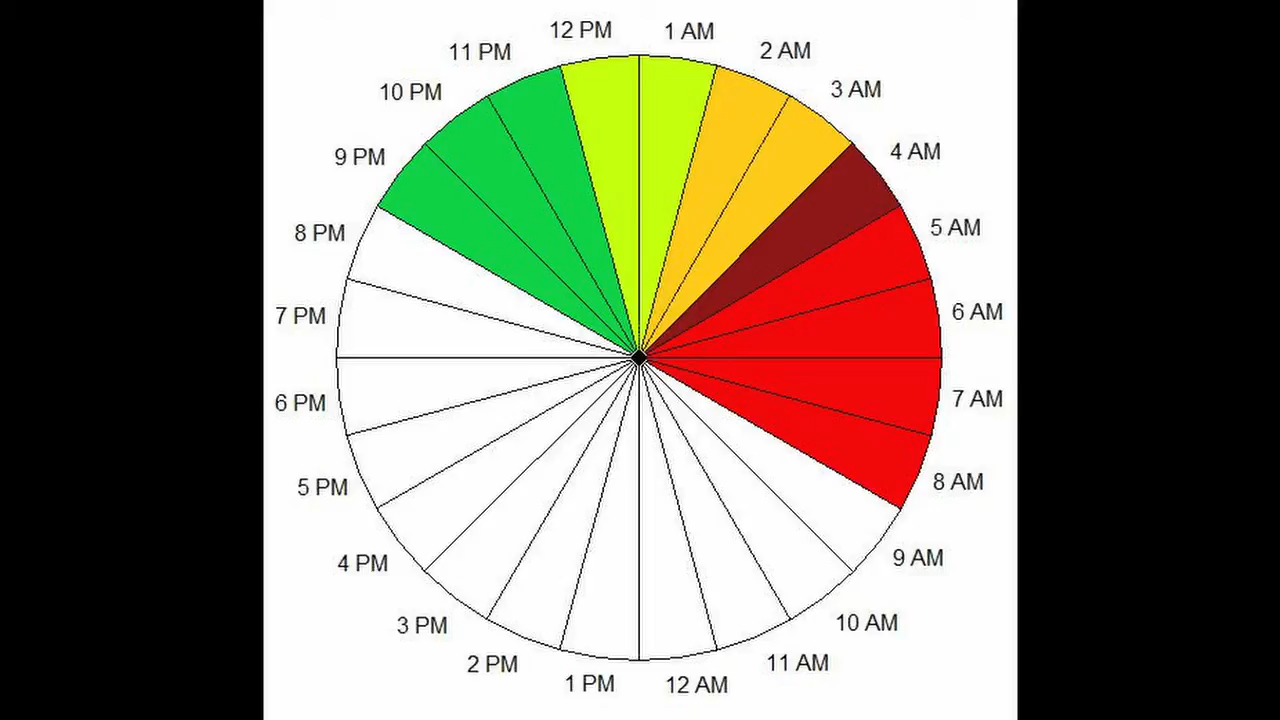 12 PM
1 AM
2 AM
3 AM
4 AM
5 AM
6 AM
7 AM
8 AM
9 AM
10 AM
11 AM
12 AM
1 PM
2 PM
3 PM
4 PM
5 PM
6 PM
7 PM
8 PM
9 PM
10 PM
11 PM